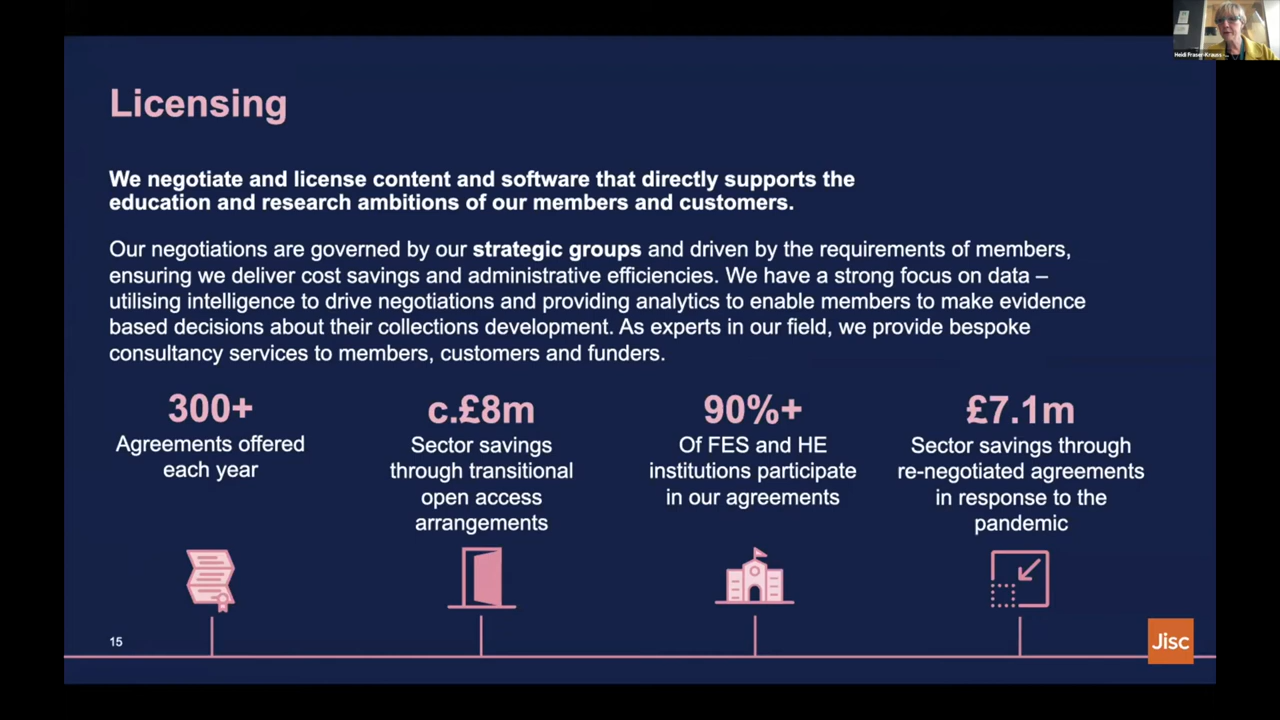 Heidi Fraser-Krauss
Licensing
We negotiate and license content and software that directly supports the
education and research ambitions of our members and customers.
Our negotiations are governed by our strategic groups and driven by the requirements of members,
ensuring we deliver cost savings and administrative efficiencies. We have a strong focus on data –
utilising intelligence to drive negotiations and providing analytics to enable members to make evidence
based decisions about their collections development. As experts in our field, we provide bespoke
consultancy services to members, customers and funders.
300+
Agreements offered
each year
c.£8m
Sector savings
through transitional
open access
arrangements
90%+
Of FES and HE
institutions participate
in our agreements
£7.1m
Sector savings through
re-negotiated agreements
in response to the
pandemic
15
Jisc